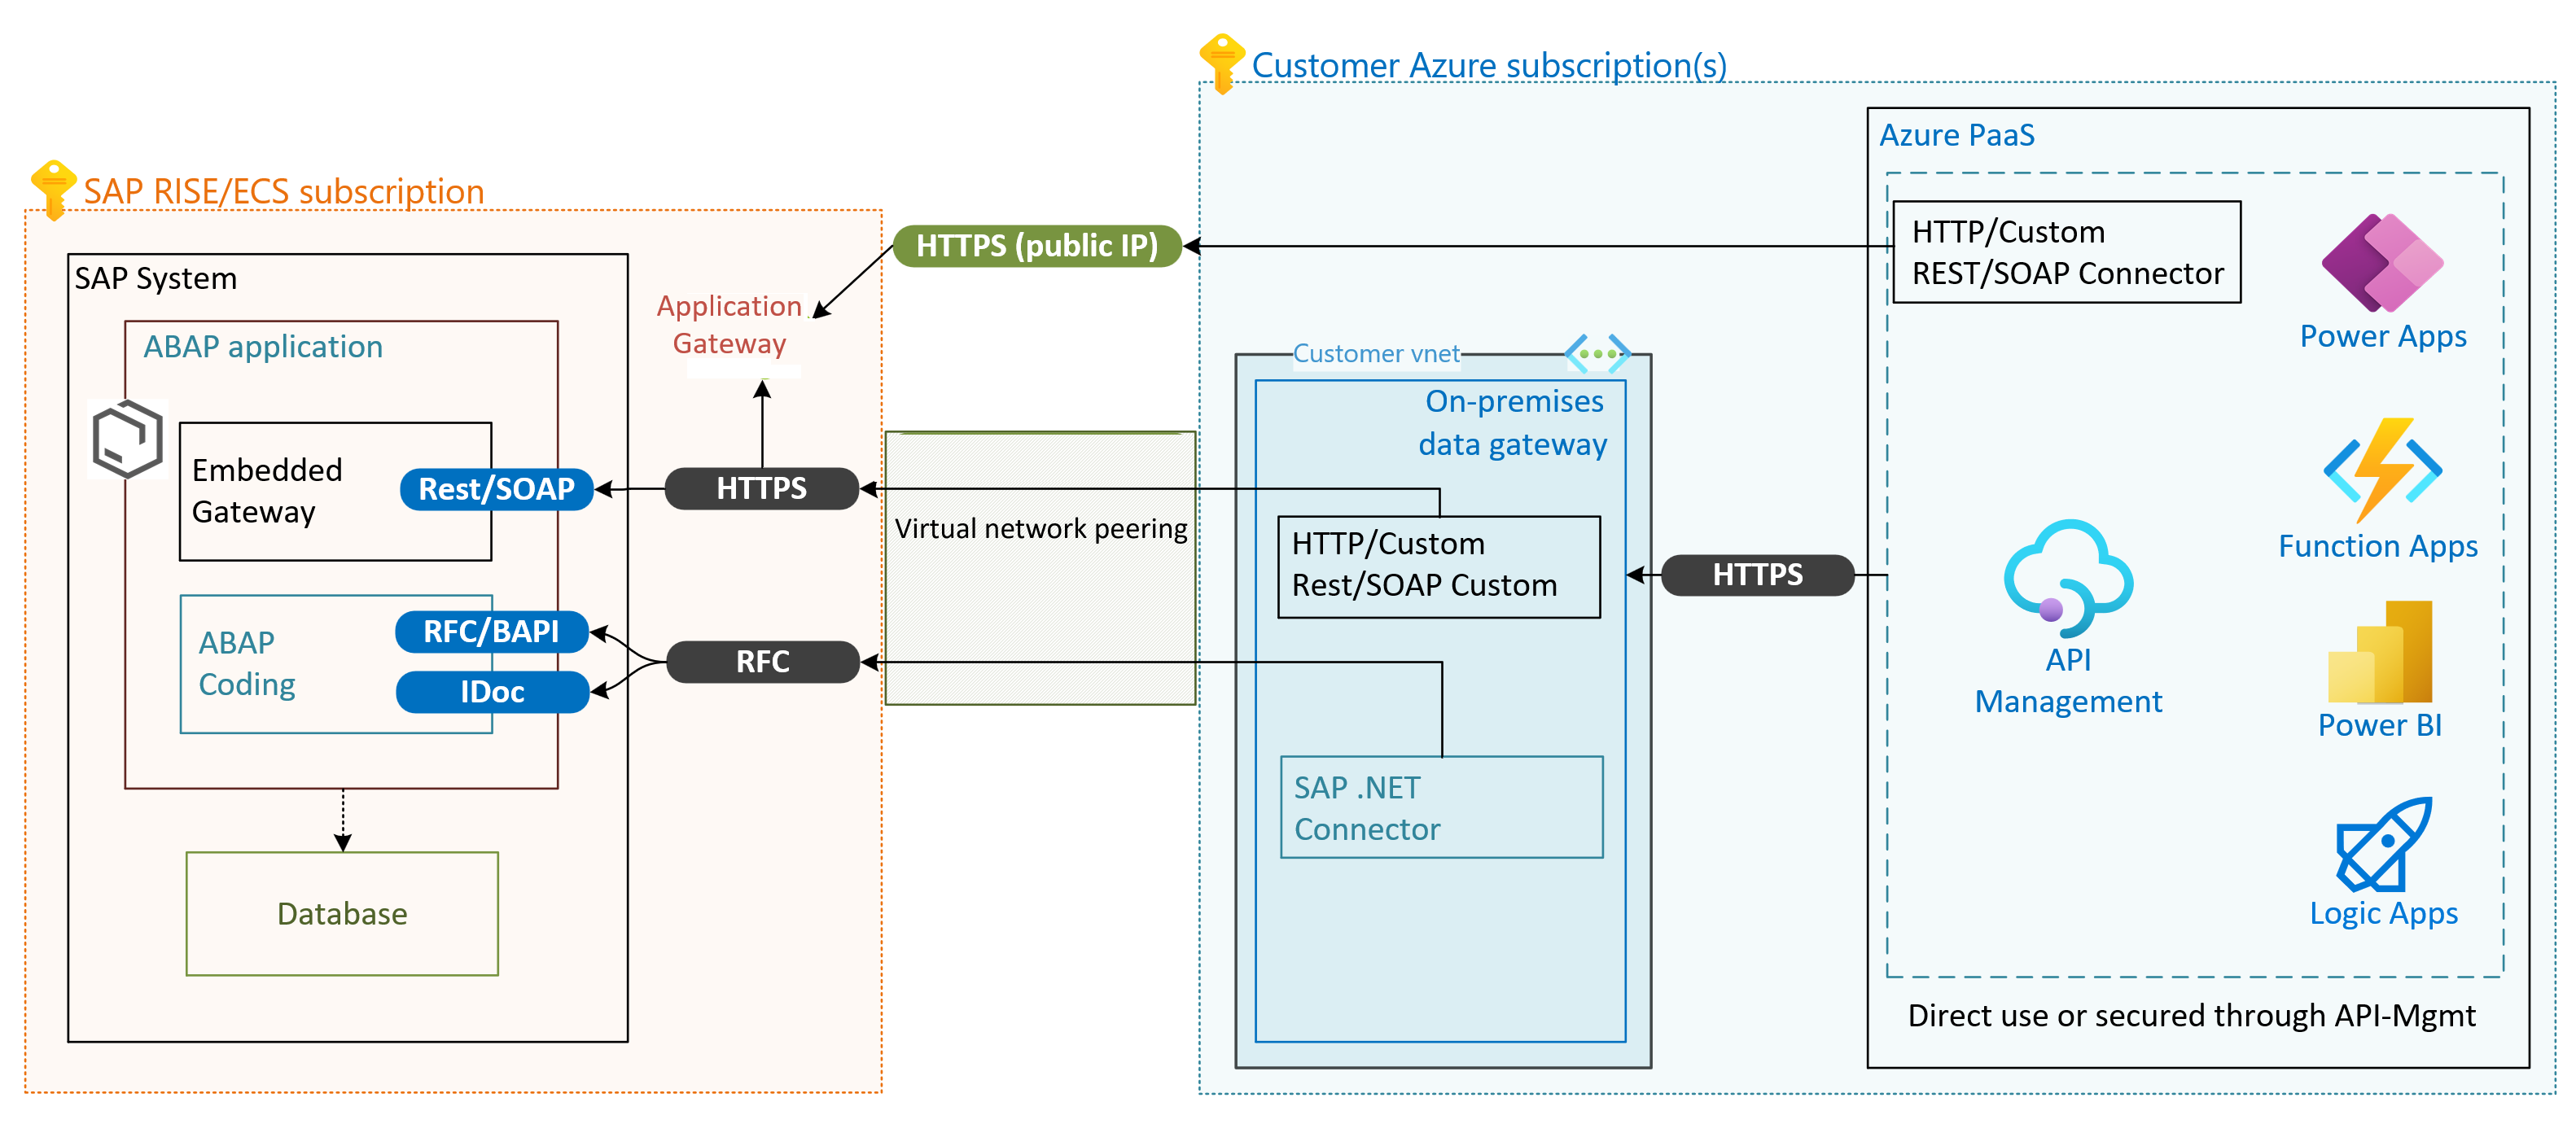 Customer Azure subscription(s)
Azure PaaS
SAP RISE/ECS subscription
HTTPS (public IP)
HTTP/Custom
REST/SOAP Connector
SAP System
Application
Gateway
Power Apps
ABAP application
Customer vnet
On-premises
data gateway
Embedded
Gateway
Rest/SOAP
HTTPS
Virtual network peering
HTTP/Custom
Rest/SOAP Custom
HTTPS
Function Apps
ABAP
Coding
RFC/BAPI
IDoc
RFC
API
Management
Power BI
SAP .NET
Connector
Database
Logic Apps
Direct use or secured through API-Mgmt